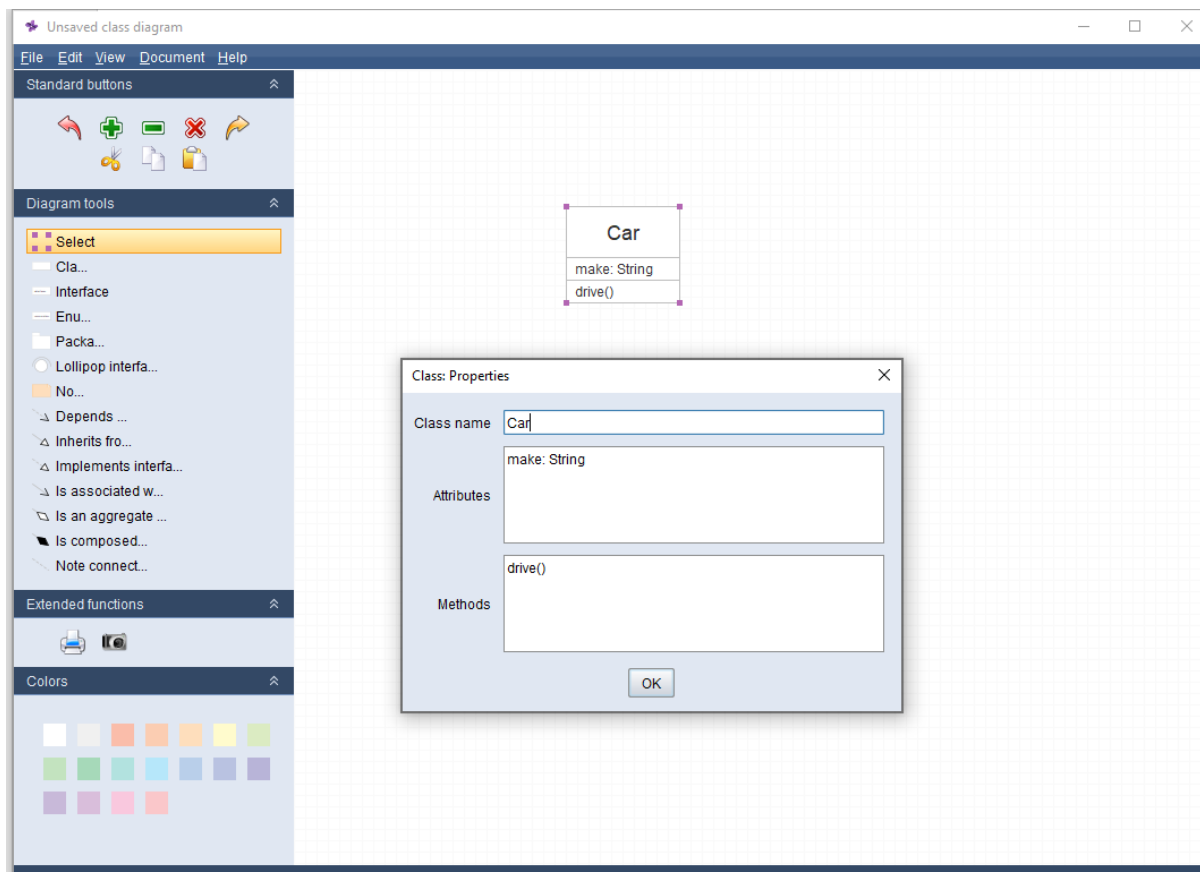 Unsaved class diagram
File Edit View Document Help
Standard buttons
Diagram tools
Select
Cla...
Interface
Enu...
Packa...
Lollipop interfa...
No...
Depends ...
Inherits fro...
Implements interfa...
Is associated w...
Is an aggregate ...
Is composed...
Note connect...
Extended functions
Colors
Car
make: String
drive()
Class: Properties
Class name Car
Attributes
make: String
Methods
drive()
OK